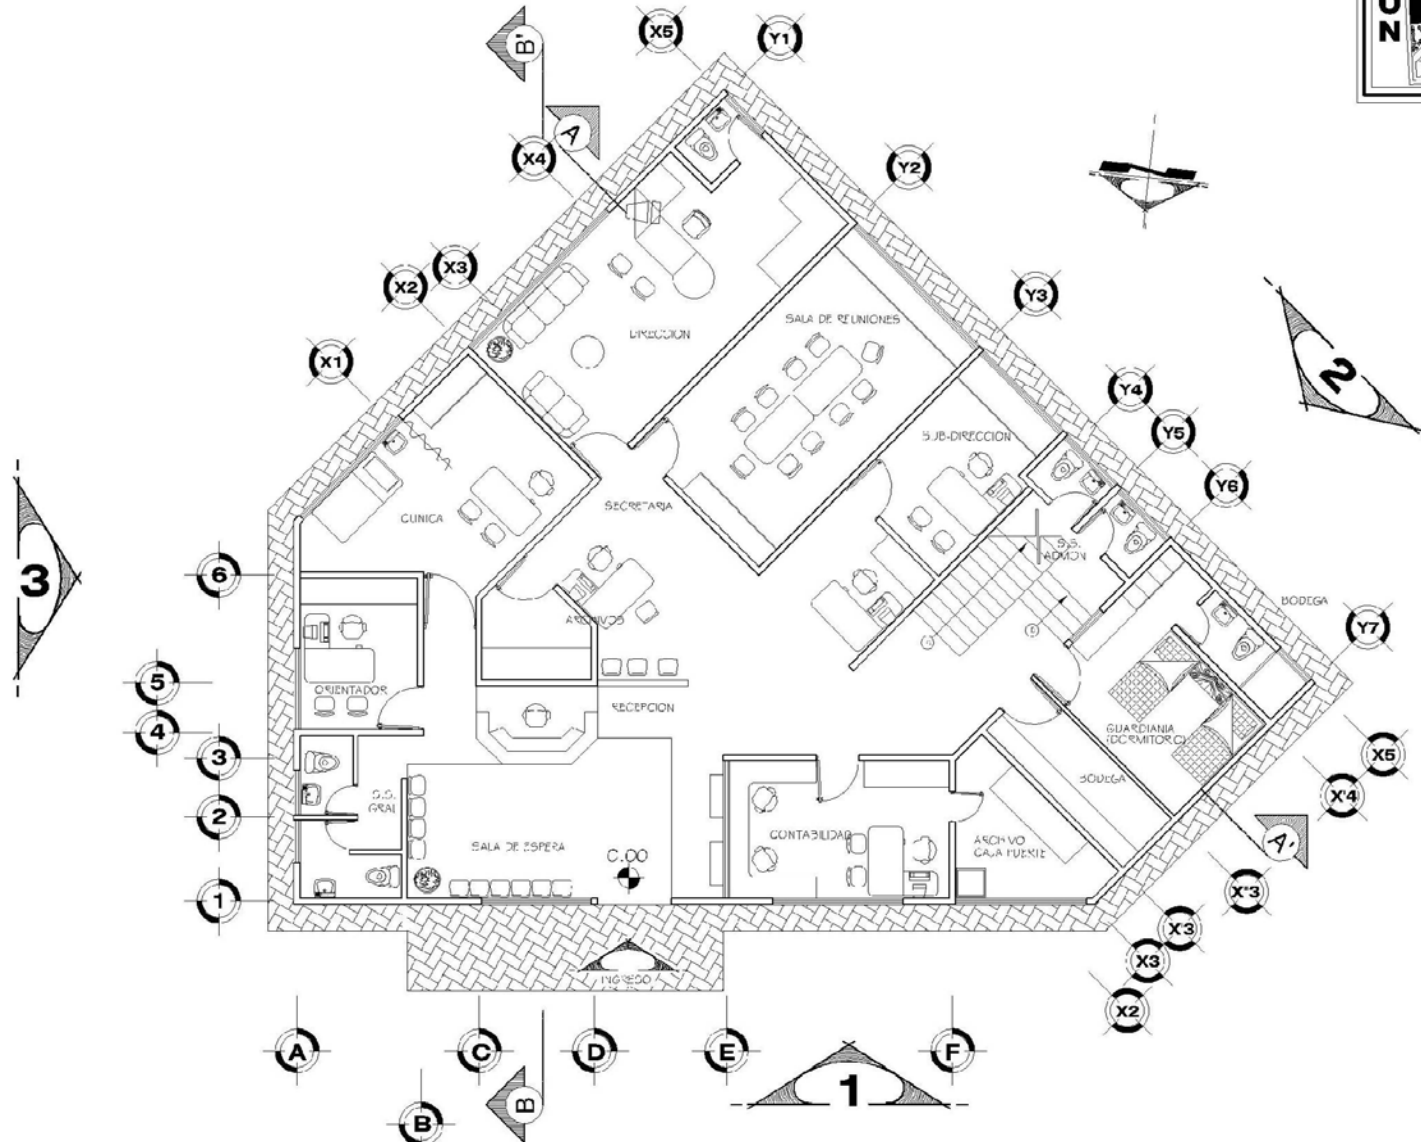 U
N
B'
X5
Y1
A
X4
Y2
X3
X2
Y3
DIRECCION
SALA DE REUNIONES
X1
2
Y4
Y5
SUB-DIRECCION
Y6
3
CLINICA
SECRETARIA
S.S.
ADMON
6
BODEGA
ARCHIVOS
Y7
5
ORIENTADOR
RECEPCION
4
GUARDIANIA
(DORMITORIO)
3
X5
BODEGA
X'4
S.S.
GRAL
2
CONTABILIDAD
ARCHIVO
CAJA FUERTE
A'
SALA DE ESPERA
0.00
1
X"3
X'3
X3
INGRESO
X2
A
C
D
E
F
1
B
B